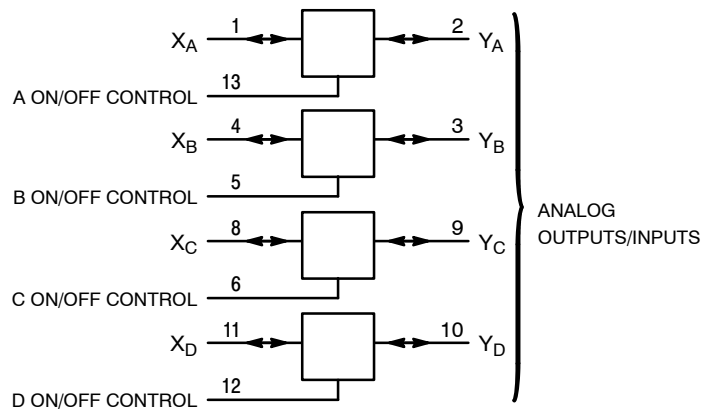 X_A 1 2 Y_A
A ON/OFF CONTROL 13
X_B 4 3 Y_B
B ON/OFF CONTROL 5
X_C 8 9 Y_C
C ON/OFF CONTROL 6
X_D 11 10 Y_D
D ON/OFF CONTROL 12
ANALOG
OUTPUTS/INPUTS